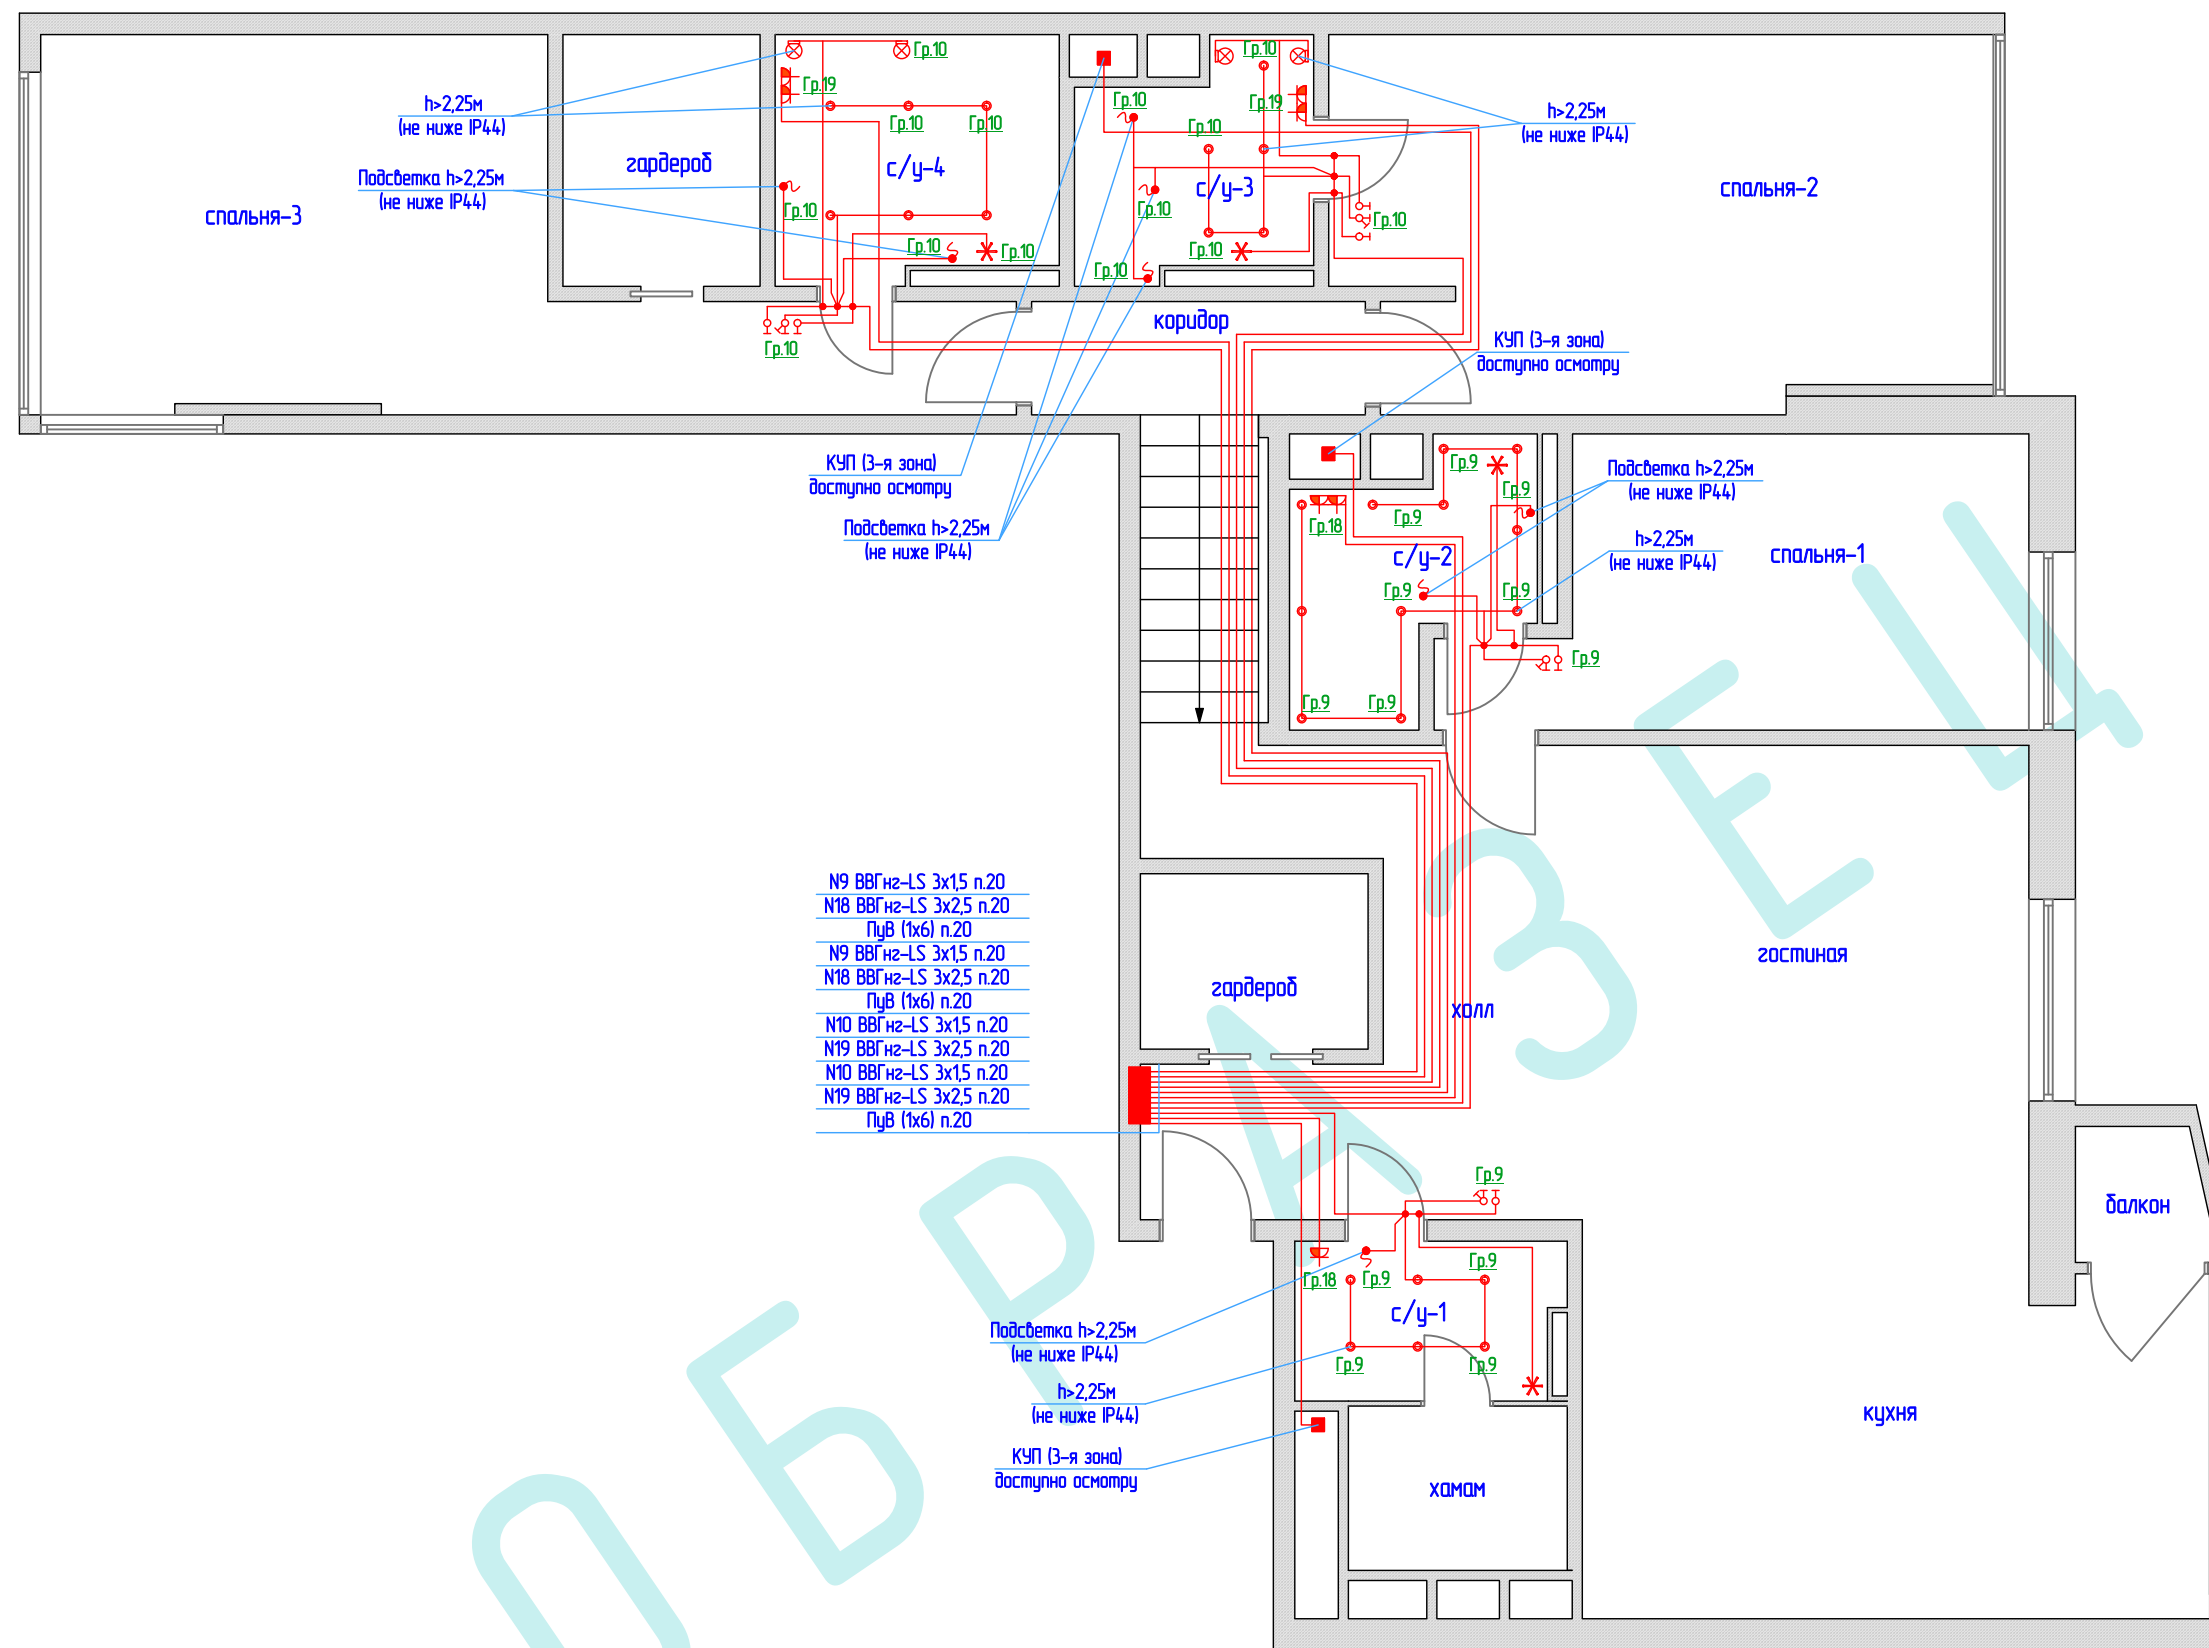 Гр.10
Гр.10
Гр.19
h>2,25м
(не ниже IP44)
Гр.10
Гр.10
Гр.10
Гр.19
Гр.10
h>2,25м
(не ниже IP44)
гардероб
с/у-4
Подсветка h>2,25м
(не ниже IP44)
спальня-3
с/у-3
спальня-2
Гр.10
Гр.10
Гр.10
Гр.10
Гр.10
Гр.10
Гр.10
Гр.10
коридор
Гр.10
КУП (3-я зона)
доступно осмотру
КУП (3-я зона)
доступно осмотру
Подсветка h>2,25м
(не ниже IP44)
Гр.9
Гр.9
Гр.9
Гр.18
Подсветка h>2,25м
(не ниже IP44)
h>2,25м
(не ниже IP44)
с/у-2
спальня-1
Гр.9
Гр.9
Гр.9
Гр.9
Гр.9
N9 ВВГнг-LS 3х1,5 п.20
N18 ВВГнг-LS 3х2,5 п.20
ПуВ (1х6) п.20
N9 ВВГнг-LS 3х1,5 п.20
N18 ВВГнг-LS 3х2,5 п.20
ПуВ (1х6) п.20
N10 ВВГнг-LS 3х1,5 п.20
N19 ВВГнг-LS 3х2,5 п.20
N10 ВВГнг-LS 3х1,5 п.20
N19 ВВГнг-LS 3х2,5 п.20
ПуВ (1х6) п.20
гардероб
холл
гостиная
балкон
Гр.9
Гр.18
Гр.9
Гр.9
с/у-1
Гр.9
Гр.9
Подсветка h>2,25м
(не ниже IP44)
h>2,25м
(не ниже IP44)
КУП (3-я зона)
доступно осмотру
хамам
кухня
ОБРАЗЕЦ